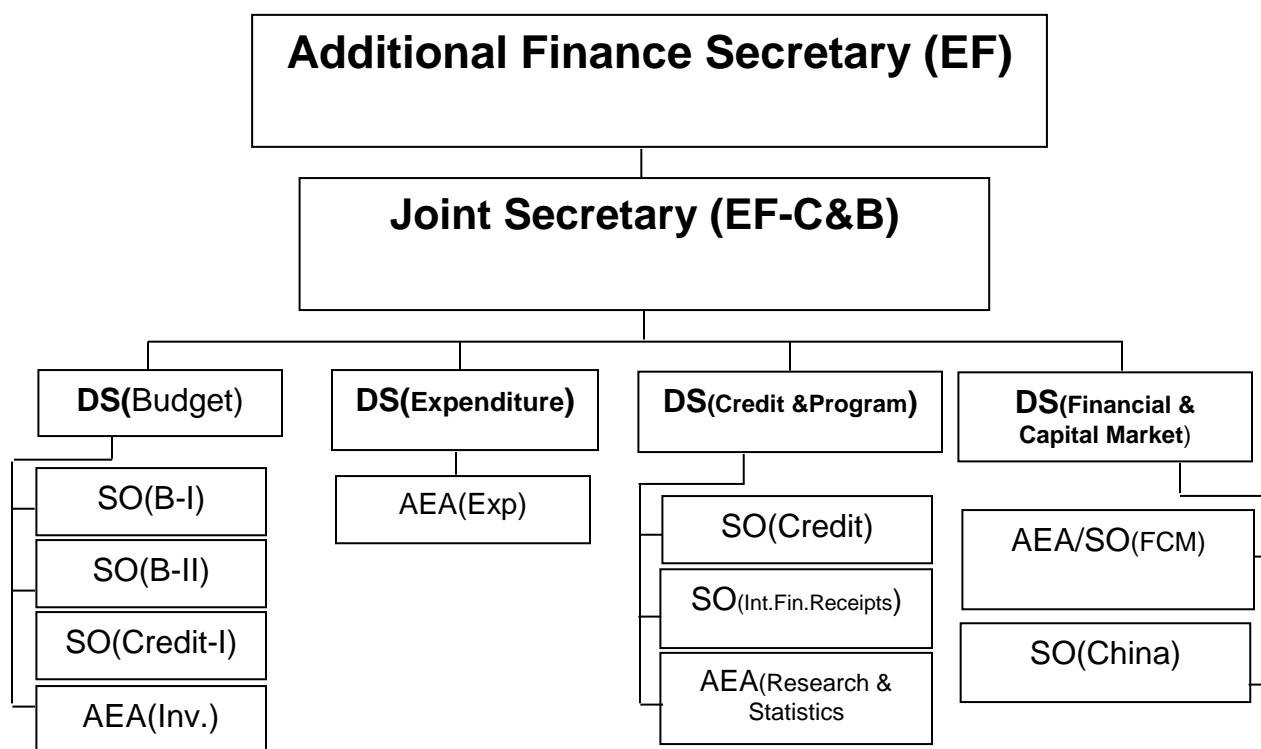 Additional Finance Secretary (EF)
Joint Secretary (EF-C&B)
DS(Budget)
SO(B-I)
SO(B-II)
SO(Credit-I)
AEA(Inv.)
DS(Expenditure)
AEA(Exp)
DS(Credit &Program)
SO(Credit)
SO(Int.Fin.Receipts)
AEA(Research &
Statistics
DS(Financial &
Capital Market)
AEA/SO(FCM)
SO(China)